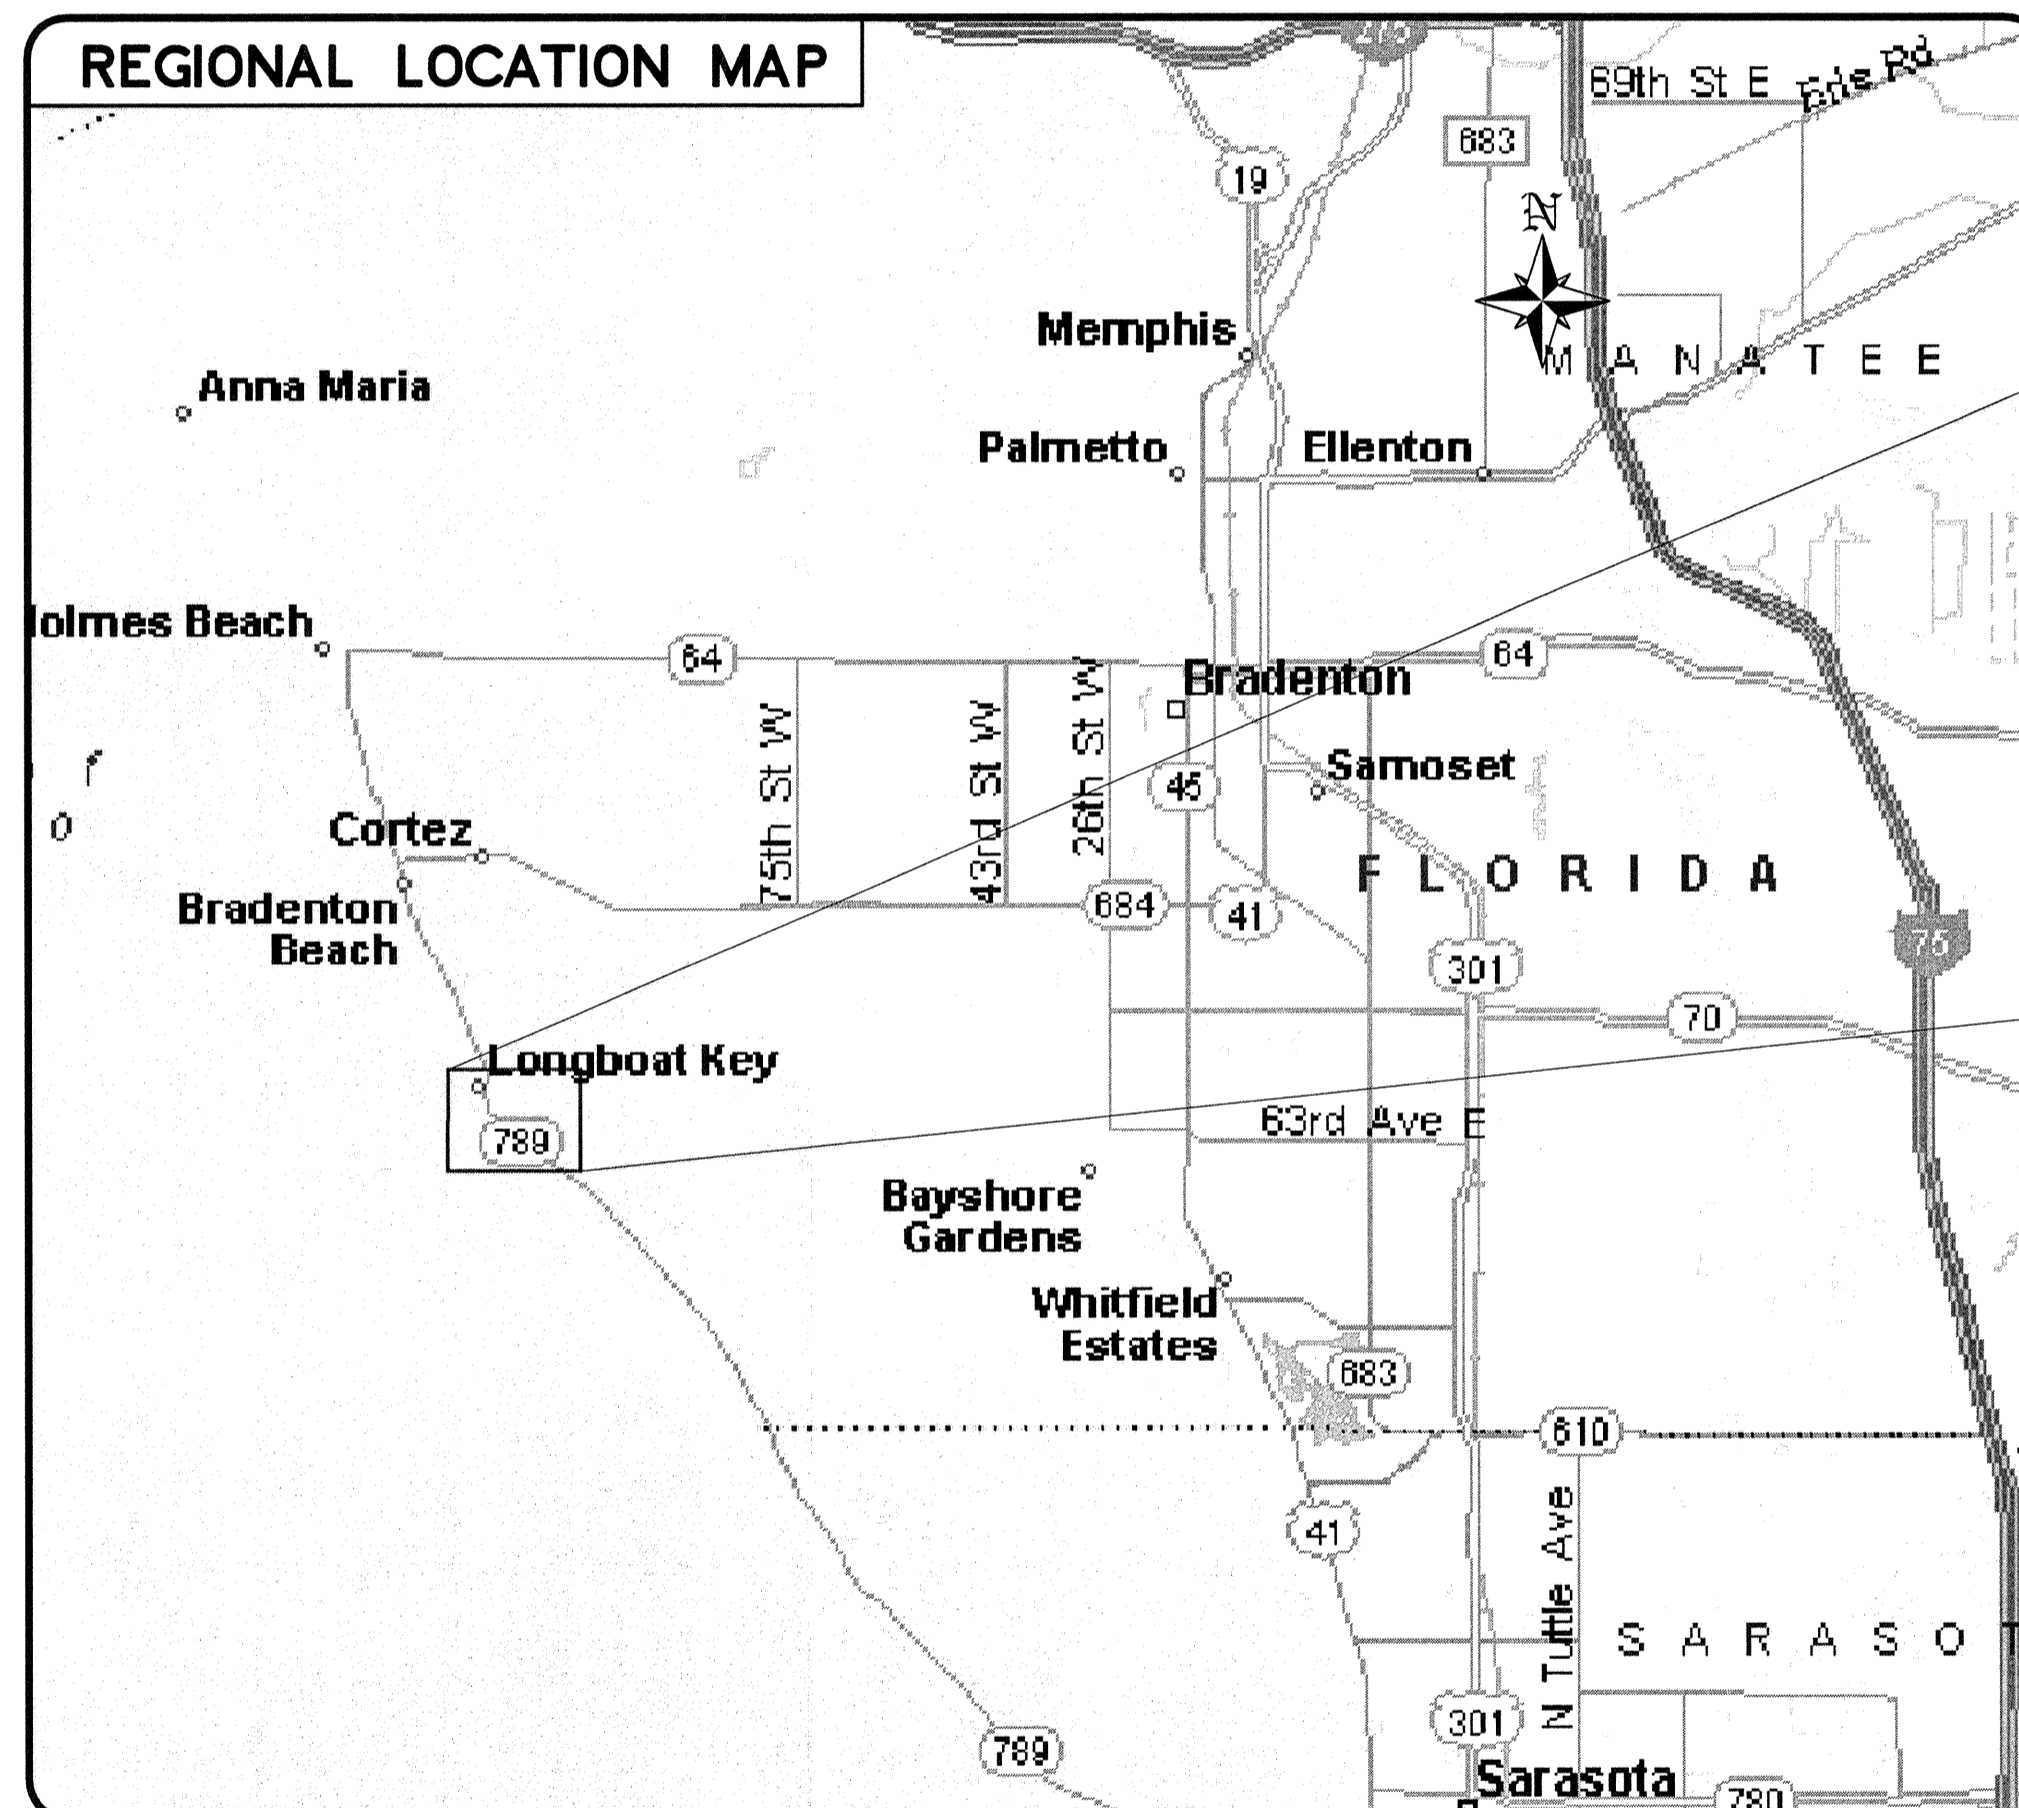 REGIONAL LOCATION MAP
69th St E
Erie Rd
683
19
N
Memphis
MANATEE
Anna Maria
Palmetto
Ellenton
Holmes Beach
64
Bradenton
64
75th St W
43rd St W
26th St W
45
Samoset
Cortez
FLORIDA
Bradenton
Beach
684
41
301
75
70
Longboat Key
789
63rd Ave E
Bayshore
Gardens
Whitfield
Estates
683
610
41
N Tuttle Ave
SARASOT
301
789
Sarasota
780